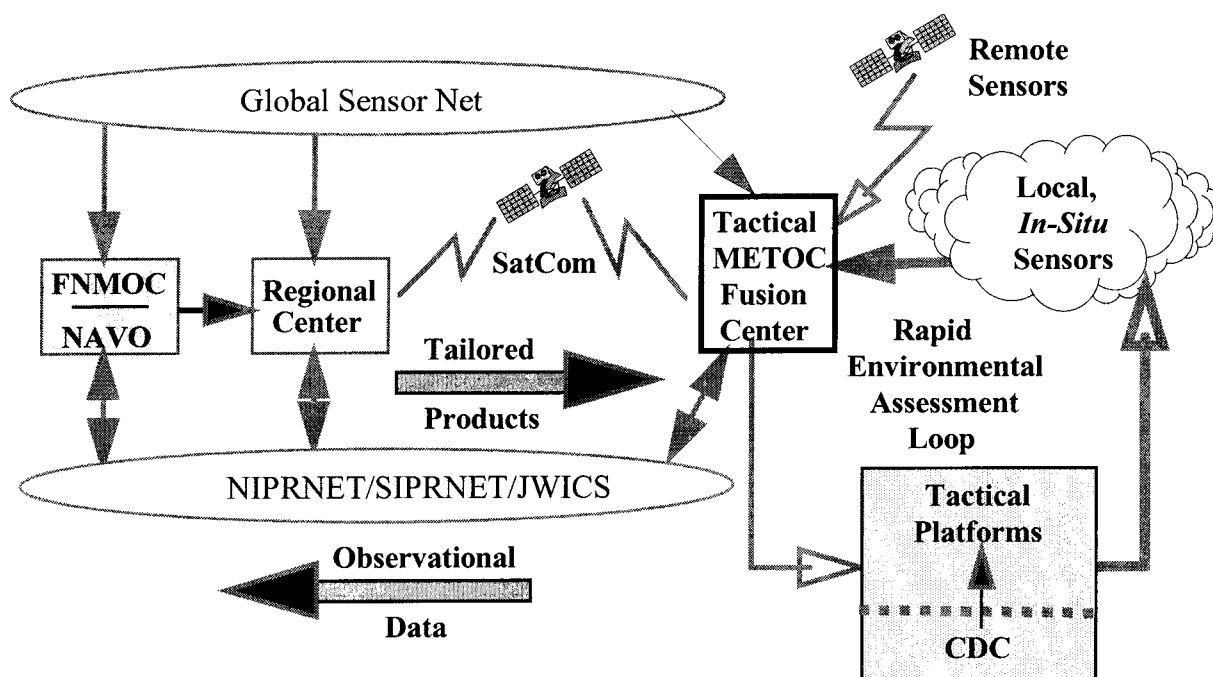 Global Sensor Net
Remote
Sensors
SatCom
FNMOC
NAVO
Regional
Center
Tactical
METOC
Fusion
Center
Local,
In-Situ
Sensors
Tailored
Products
Rapid
Environmental
Assessment
Loop
NIPRNET/SIPRNET/JWICS
Observational
Data
Tactical
Platforms
CDC